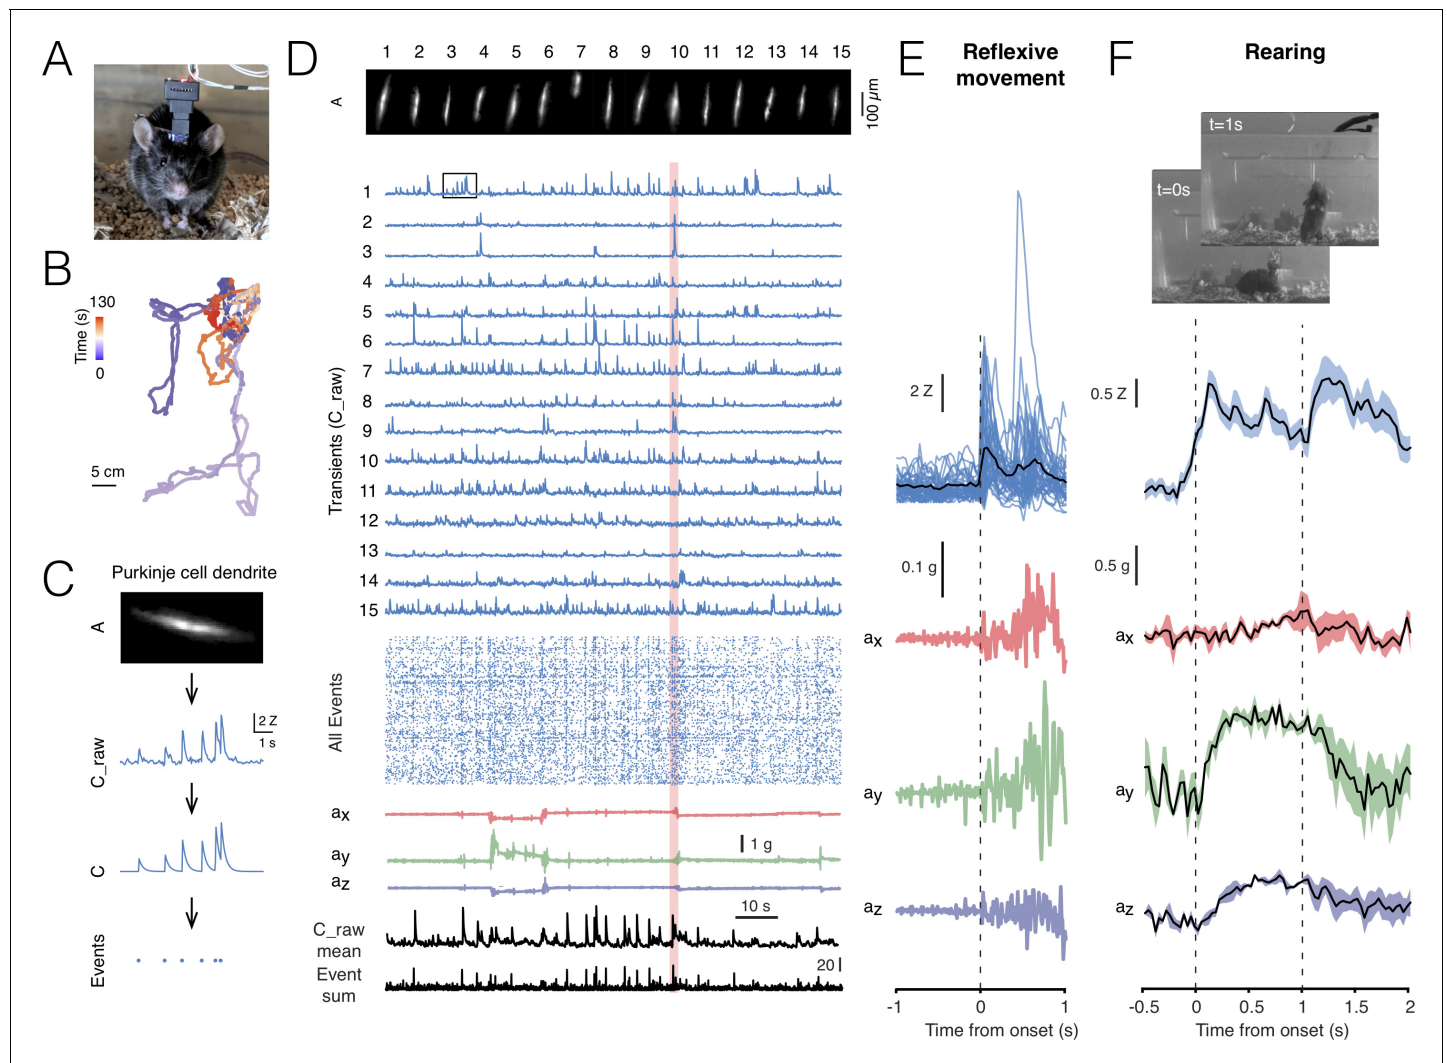 A
B
Time (s)
130
0
5 cm
C
Purkinje cell dendrite
A
C_raw
2 Z
1 s
C
Events
D
1 2 3 4 5 6 7 8 9 10 11 12 13 14 15
A
100 µm
Transients (C_raw)
1
2
3
4
5
6
7
8
9
10
11
12
13
14
15
All Events
ax
ay
az
1 g
10 s
C_raw
mean
Event
sum
20
E
Reflexive
movement
2 Z
0.1 g
ax
ay
az
-1 0 1
Time from onset (s)
F
Rearing
t=1s
t=0s
0.5 Z
0.5 g
ax
ay
az
-0.5 0 0.5 1 1.5 2
Time from onset (s)